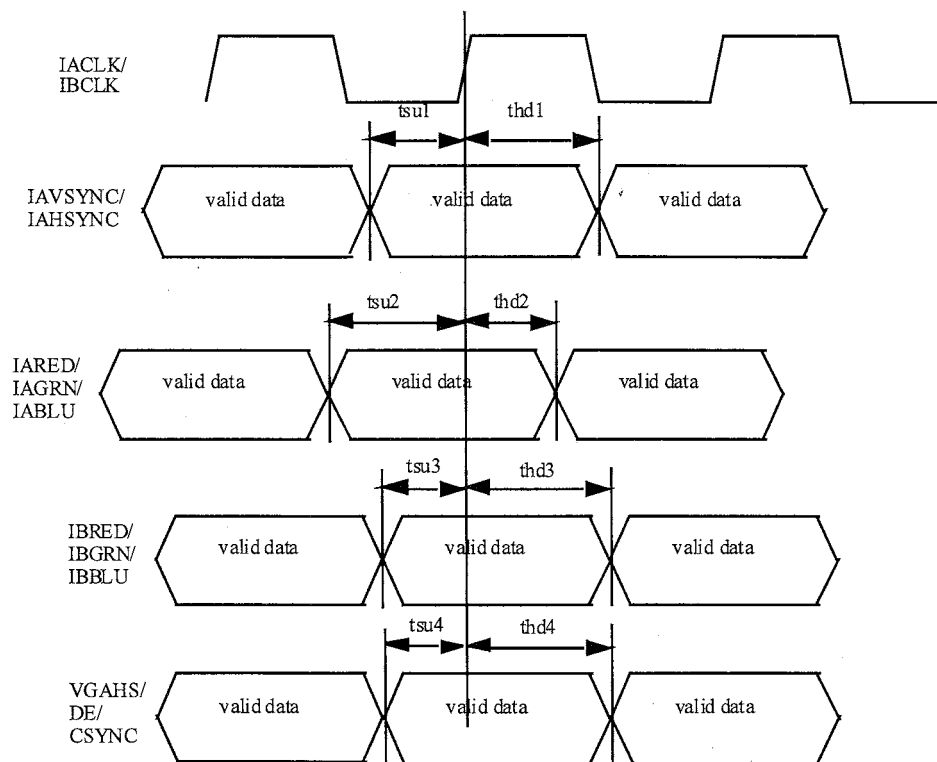 IACLK/
IBCLK
tsu1 thd1
IAVSYNC/
IAHSYNC
valid data valid data valid data
tsu2 thd2
IARED/
IAGRN/
IABLU
valid data valid data valid data
tsu3 thd3
IBRED/
IBGRN/
IBBLU
valid data valid data valid data
tsu4 thd4
VGAHS/
DE/
CSYNC
valid data valid data valid data